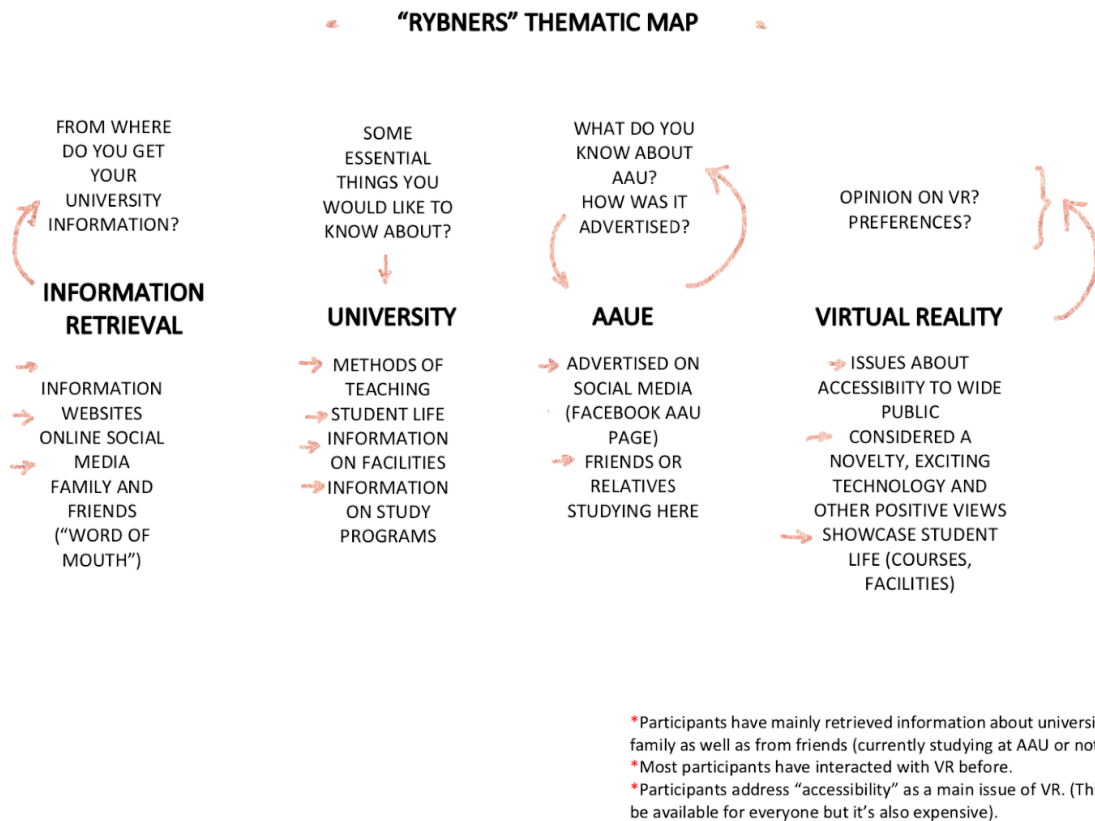 “RYBNERS” THEMATIC MAP
FROM WHERE
DO YOU GET
YOUR
UNIVERSITY
INFORMATION?
SOME
ESSENTIAL
THINGS YOU
WOULD LIKE TO
KNOW ABOUT?
WHAT DO YOU
KNOW ABOUT
AAU?
HOW WAS IT
ADVERTISED?
OPINION ON VR?
PREFERENCES?
INFORMATION
RETRIEVAL
INFORMATION
WEBSITES
ONLINE SOCIAL
MEDIA
FAMILY AND
FRIENDS
(“WORD OF
MOUTH”)
UNIVERSITY
METHODS OF
TEACHING
STUDENT LIFE
INFORMATION
ON FACILITIES
INFORMATION
ON STUDY
PROGRAMS
AAUE
ADVERTISED ON
SOCIAL MEDIA
(FACEBOOK AAU
PAGE)
FRIENDS OR
RELATIVES
STUDYING HERE
VIRTUAL REALITY
ISSUES ABOUT
ACCESSIBIITY TO WIDE
PUBLIC
CONSIDERED A
NOVELTY, EXCITING
TECHNOLOGY AND
OTHER POSITIVE VIEWS
SHOWCASE STUDENT
LIFE (COURSES,
FACILITIES)
*Participants have mainly retrieved information about
family as well as from friends (currently studying at AAU or
*Most participants have interacted with VR before.
*Participants address “accessibility” as a main issue of VR.
be available for everyone but it’s also expensive).